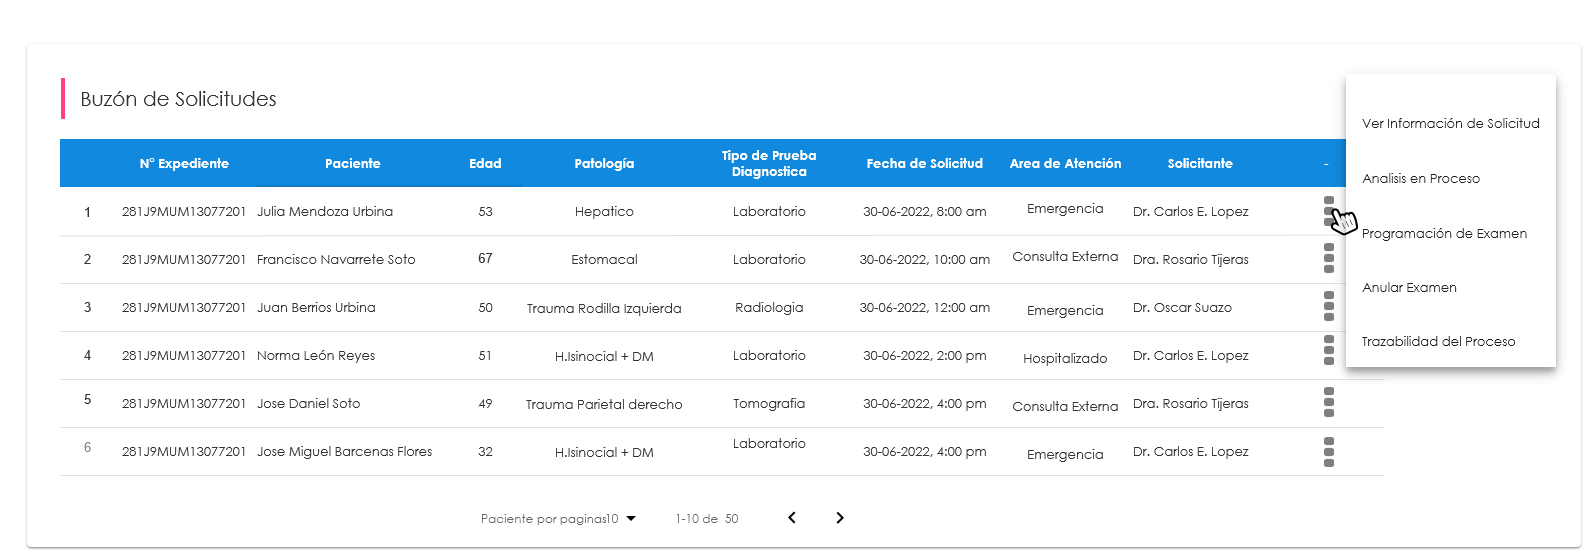 Buzón de Solicitudes
N° Expediente Paciente Edad Patología Tipo de Prueba Diagnostica Fecha de Solicitud Area de Atención Solicitante -
1 281J9MUM13077201 Julia Mendoza Urbina 53 Hepatico Laboratorio 30-06-2022, 8:00 am Emergencia Dr. Carlos E. Lopez
2 281J9MUM13077201 Francisco Navarrete Soto 67 Estomacal Laboratorio 30-06-2022, 10:00 am Consulta Externa Dra. Rosario Tijeras
3 281J9MUM13077201 Juan Berrios Urbina 50 Trauma Rodilla Izquierda Radiologia 30-06-2022, 12:00 am Emergencia Dr. Oscar Suazo
4 281J9MUM13077201 Norma León Reyes 51 H.Isinocial + DM Laboratorio 30-06-2022, 2:00 pm Hospitalizado Dr. Carlos E. Lopez
5 281J9MUM13077201 Jose Daniel Soto 49 Trauma Parietal derecho Tomografia 30-06-2022, 4:00 pm Consulta Externa Dra. Rosario Tijeras
6 281J9MUM13077201 Jose Miguel Barcenas Flores 32 H.Isinocial + DM Laboratorio 30-06-2022, 4:00 pm Emergencia Dr. Carlos E. Lopez
Paciente por paginas10 1-10 de 50
Ver Información de Solicitud
Analisis en Proceso
Programación de Examen
Anular Examen
Trazabilidad del Proceso